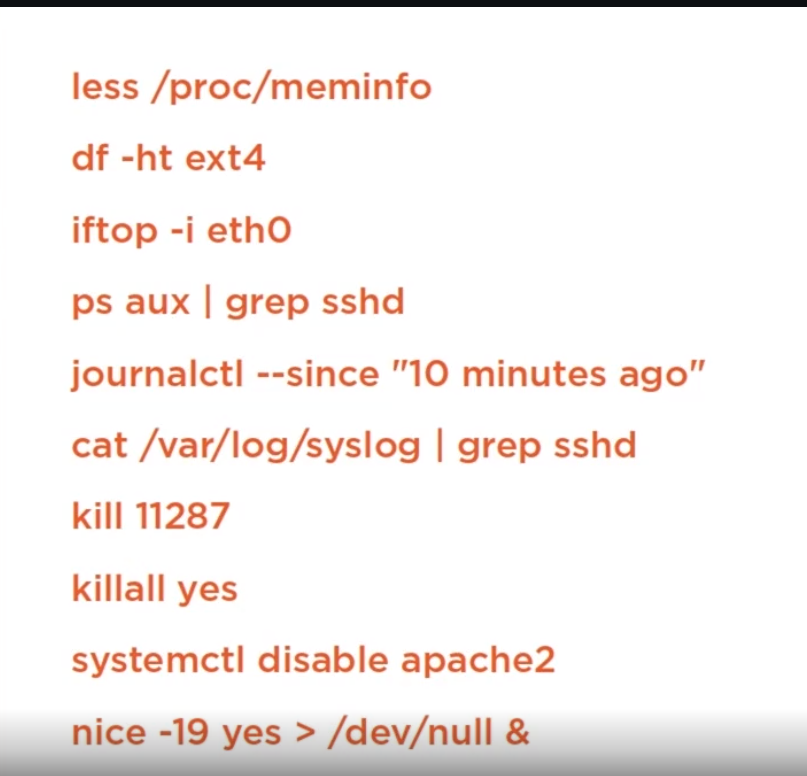 less /proc/meminfo
df -ht ext4
iftop -i eth0
ps aux | grep sshd
journalctl --since "10 minutes ago"
cat /var/log/syslog | grep sshd
kill 11287
killall yes
systemctl disable apache2
nice -19 yes > /dev/null &